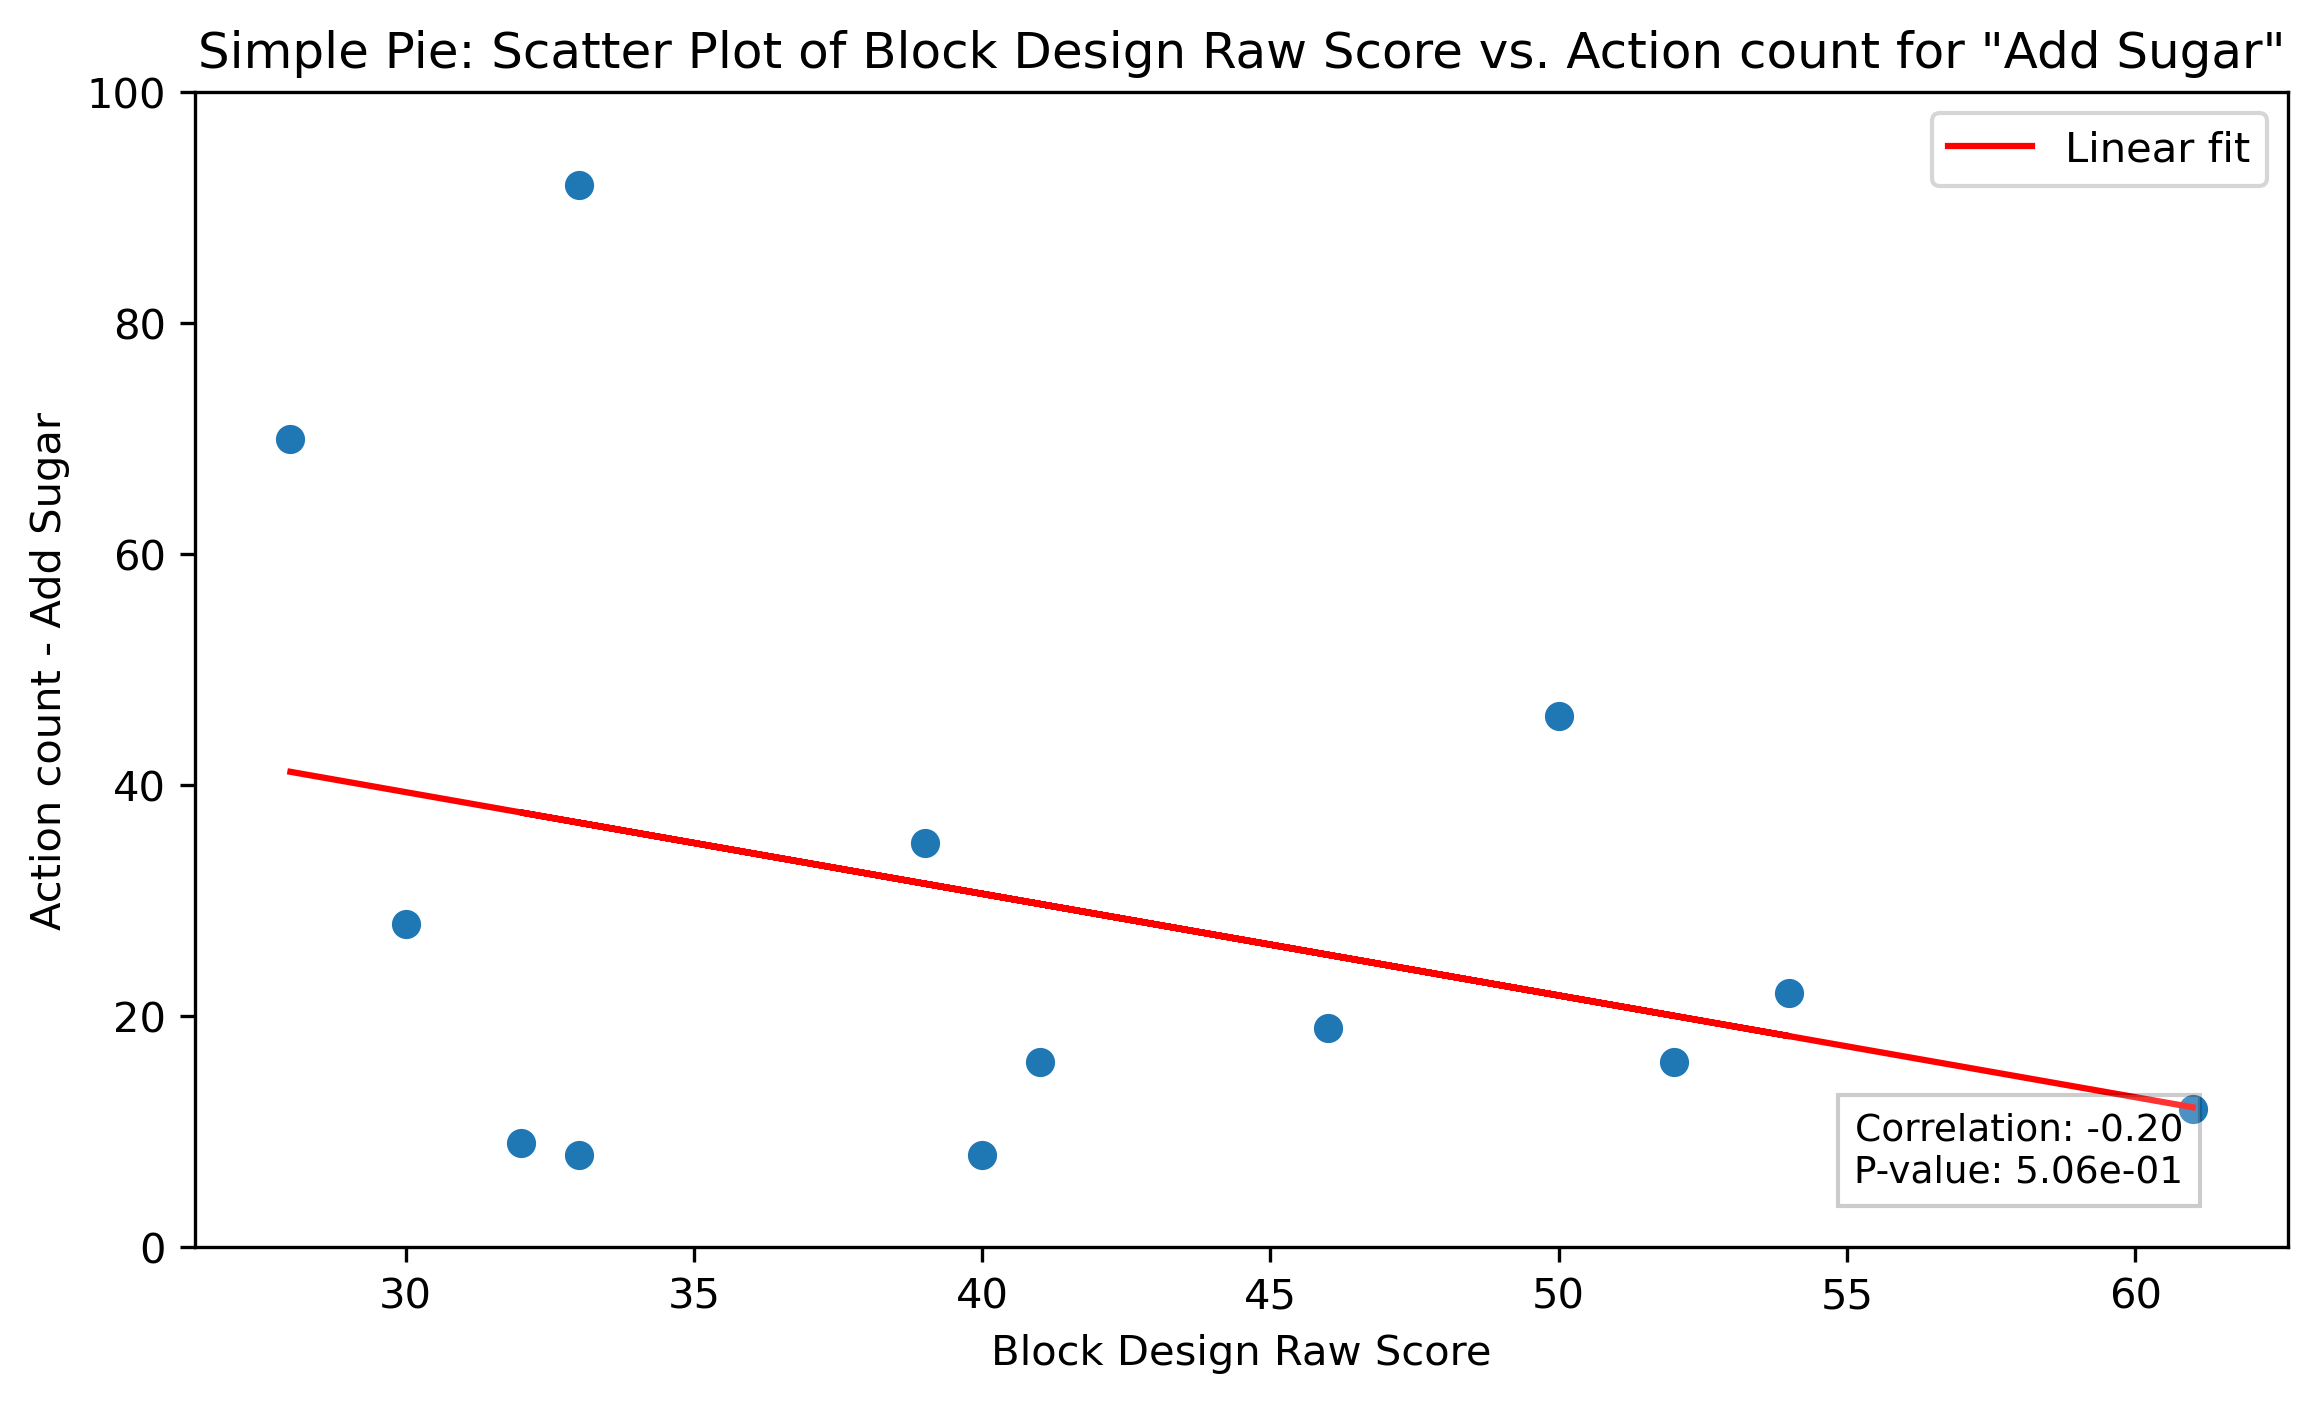 Simple Pie: Scatter Plot of Block Design Raw Score vs. Action count for "Add Sugar"
100
80
60
40
20
0
Action count - Add Sugar
Linear fit
Correlation: -0.20
P-value: 5.06e-01
30 35 40 45 50 55 60
Block Design Raw Score